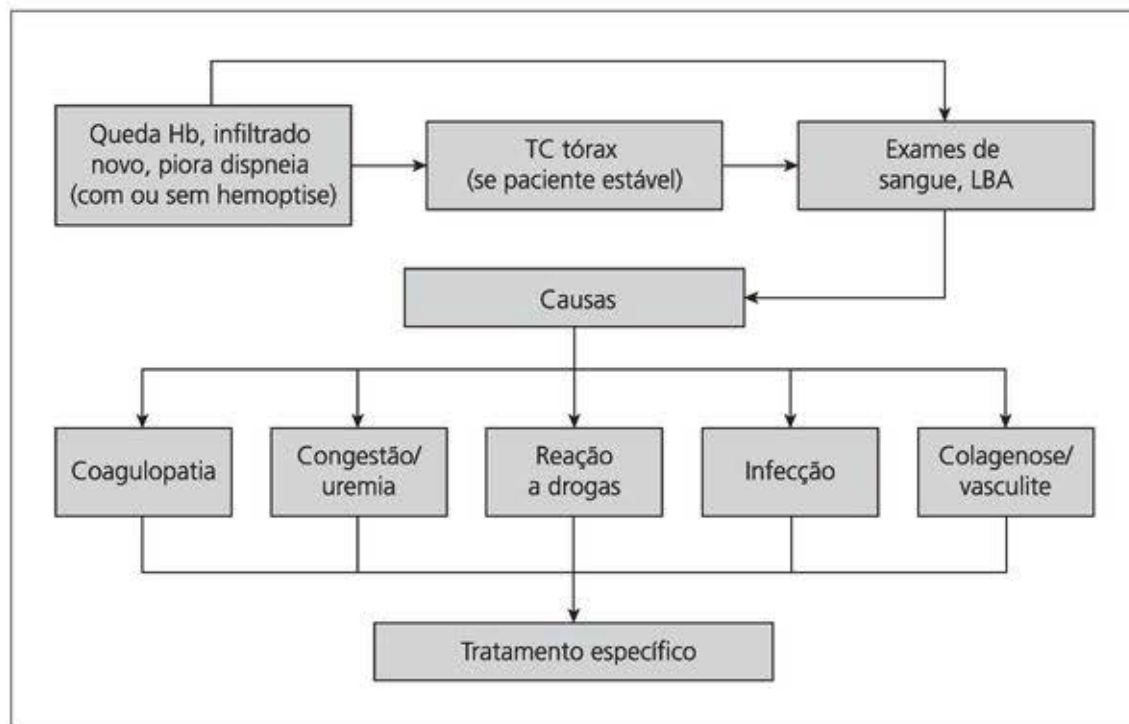 Queda Hb, infiltrado
novo, piora dispneia
(com ou sem hemoptise)
TC tórax
(se paciente estável)
Exames de
sangue, LBA
Causas
Coagulopatia
Congestão/
uremia
Reação
a drogas
Infecção
Colagenose/
vasculite
Tratamento específico